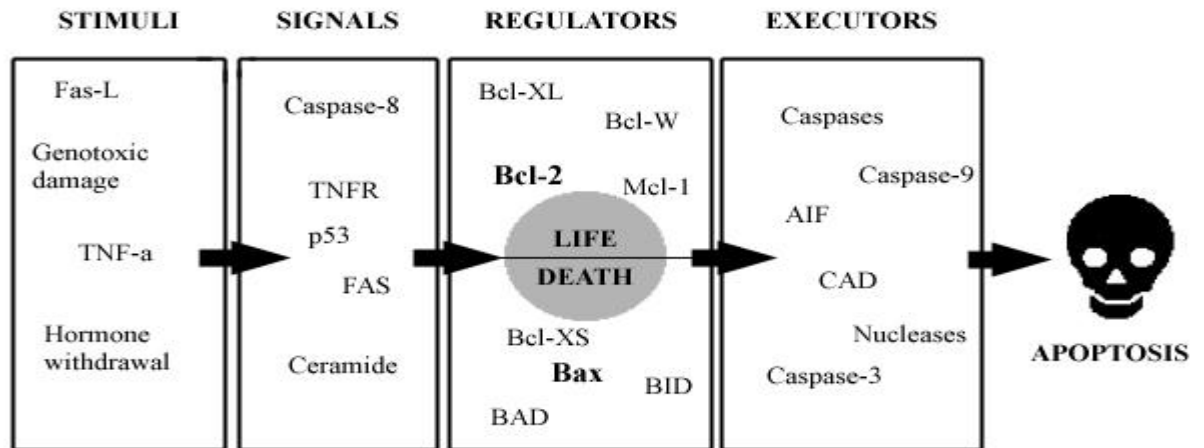 STIMULI
SIGNALS
REGULATORS
EXECUTORS
Fas-L
Genotoxic
damage
TNF-a
Hormone
withdrawal
Caspase-8
TNFR
p53
FAS
Ceramide
Bcl-XL
Bcl-W
Bcl-2
Mcl-1
LIFE
DEATH
Bcl-XS
Bax
BID
BAD
Caspases
Caspase-9
AIF
CAD
Nucleases
Caspase-3
APOPTOSIS